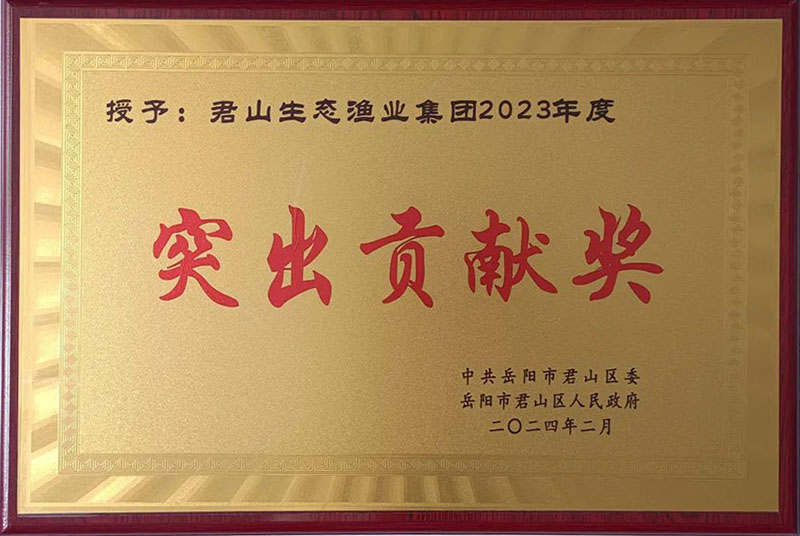 授予：君山生态渔业集团2023年度
突出贡献奖
中共岳阳市君山区委
岳阳市君山区人民政府
二〇二四年二月